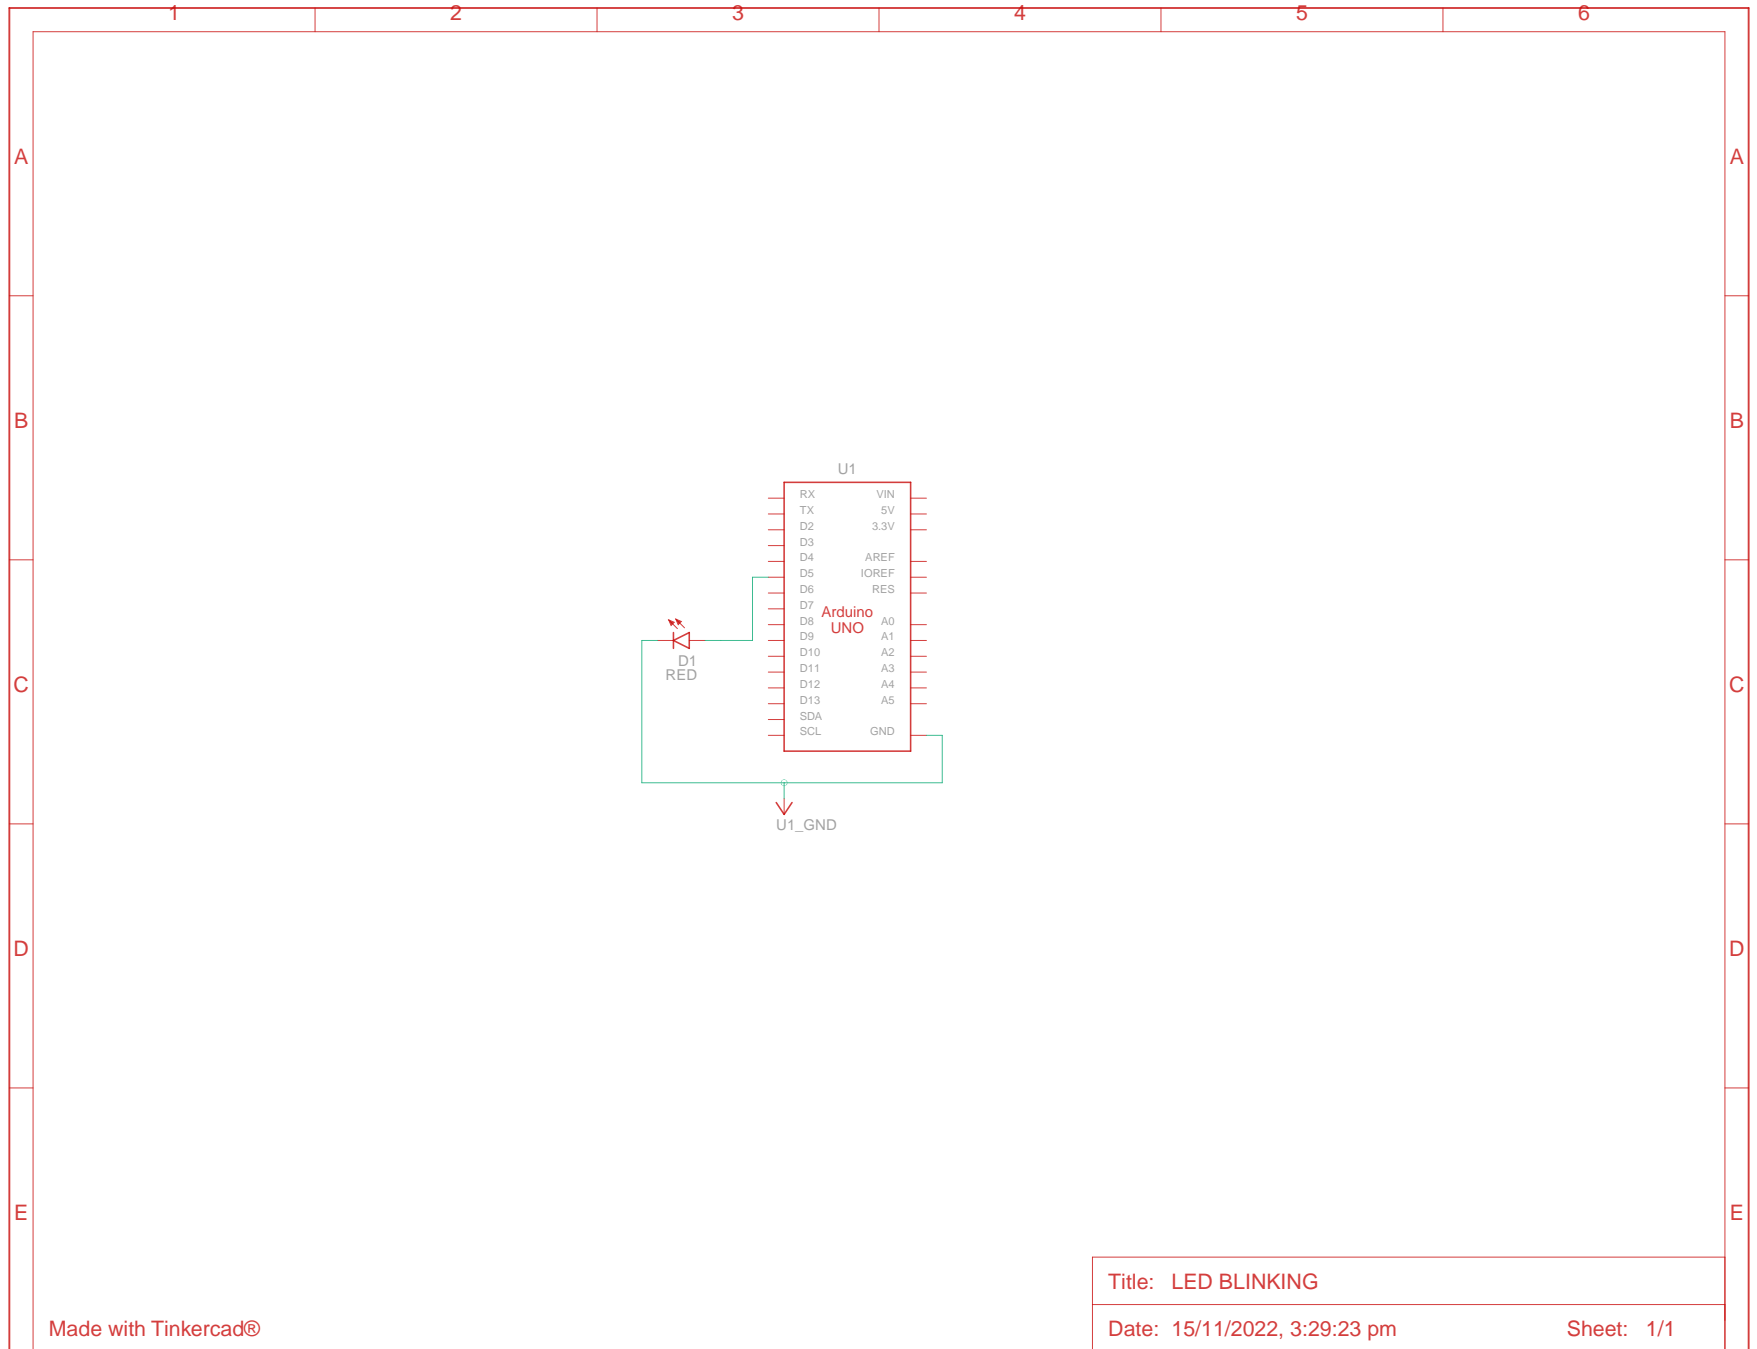 1 2 3 4 5 6
A A
B B
U1
RX VIN
TX 5V
D2 3.3V
D3
D4 AREF
D5 IOREF
D6 RES
D7
Arduino
UNO
D8 A0
D9 A1
D10 A2
D11 A3
D12 A4
D13 A5
SDA
SCL GND
D1
RED
C C
U1_GND
D D
E E
Title: LED BLINKING
Made with Tinkercad®
Date: 15/11/2022, 3:29:23 pm Sheet: 1/1